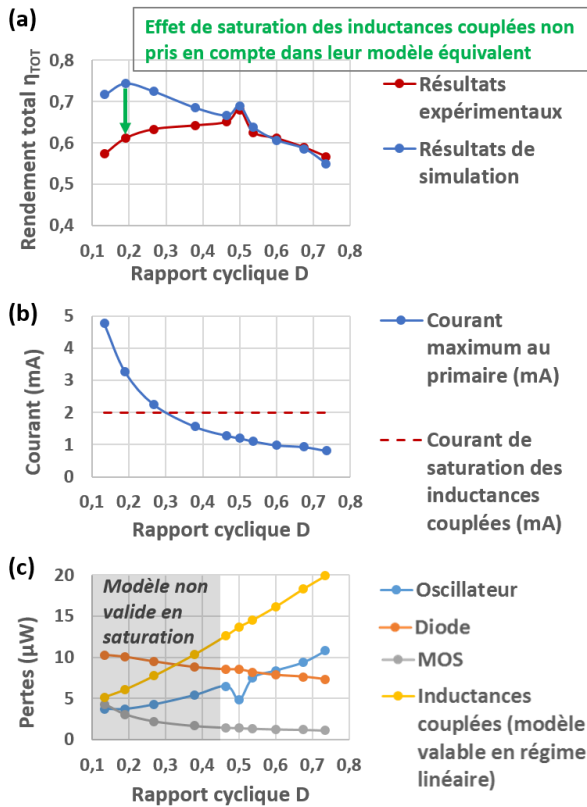 (a)
Effet de saturation des inductances couplées non
pris en compte dans leur modèle équivalent
Rendement total ηTOT
0,8
0,7
0,6
0,5
0,4
0,1 0,2 0,3 0,4 0,5 0,6 0,7 0,8
Rapport cyclique D
Résultats
expérimentaux
Résultats de
simulation
(b)
Courant (mA)
5
4
3
2
1
0
0,1 0,2 0,3 0,4 0,5 0,6 0,7 0,8
Rapport cyclique D
Courant
maximum au
primaire (mA)
Courant de
saturation des
inductances
couplées (mA)
(c)
Pertes (µW)
20
15
10
5
0
Modèle non
valide en
saturation
0,1 0,2 0,3 0,4 0,5 0,6 0,7 0,8
Rapport cyclique D
Oscillateur
Diode
MOS
Inductances
couplées (modèle
valable en régime
linéaire)